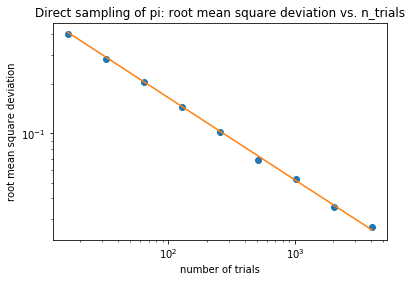 Direct sampling of pi: root mean square deviation vs. n_trials
root mean square deviation
10⁻¹
10² 10³
number of trials